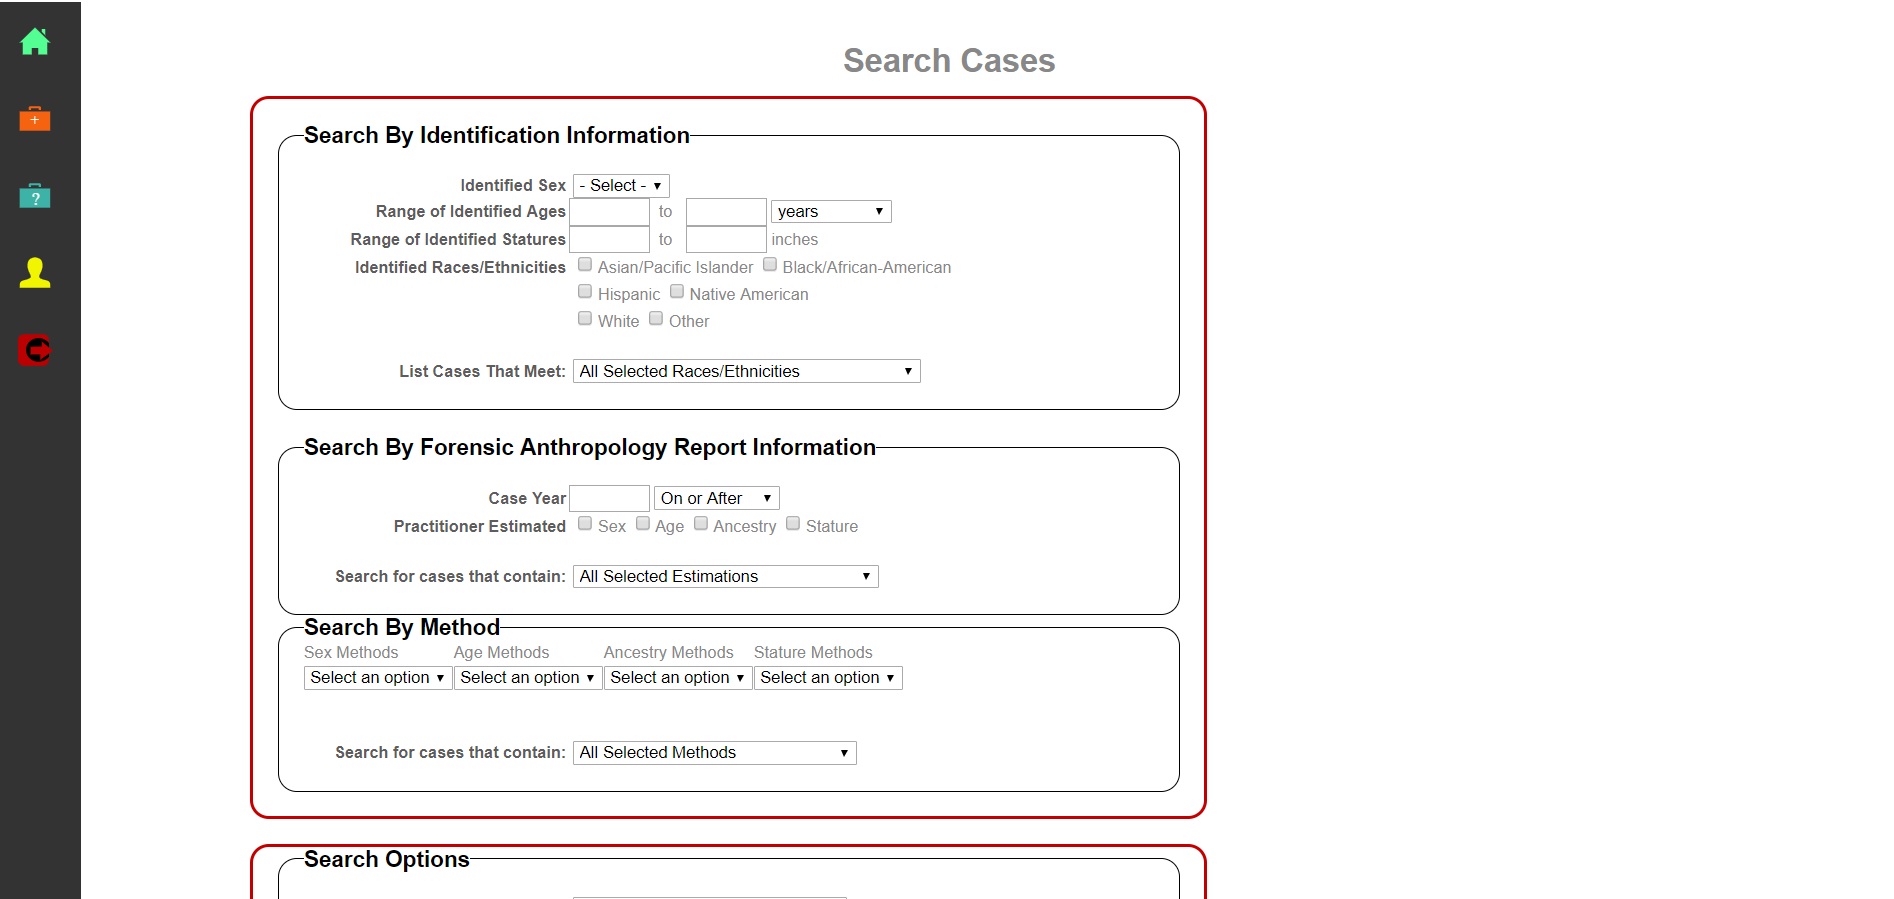 Search Cases
Search By Identification Information
Identified Sex - Select -
Range of Identified Ages to years
Range of Identified Statures to inches
Identified Races/Ethnicities Asian/Pacific Islander Black/African-American
Hispanic Native American
White Other
List Cases That Meet: All Selected Races/Ethnicities
Search By Forensic Anthropology Report Information
Case Year On or After
Practitioner Estimated Sex Age Ancestry Stature
Search for cases that contain: All Selected Estimations
Search By Method
Sex Methods Age Methods Ancestry Methods Stature Methods
Select an option Select an option Select an option Select an option
Search for cases that contain: All Selected Methods
Search Options